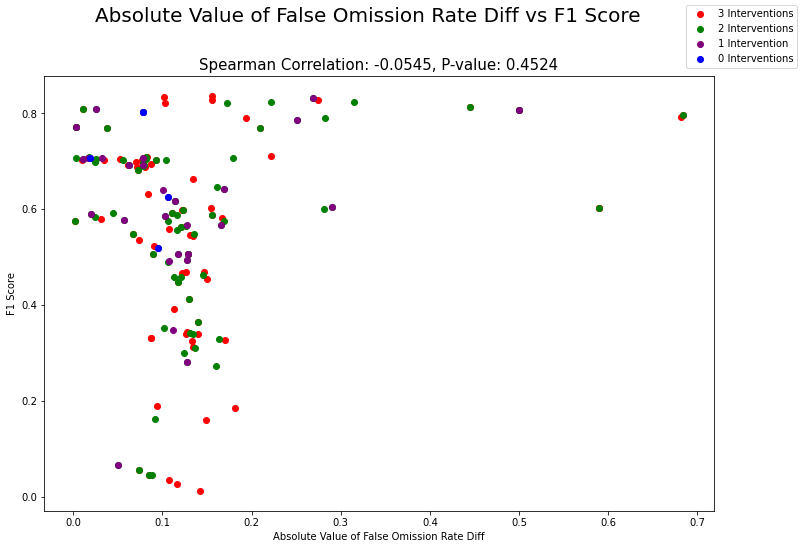 Absolute Value of False Omission Rate Diff vs F1 Score
3 Interventions
2 Interventions
1 Intervention
0 Interventions
Spearman Correlation: -0.0545, P-value: 0.4524
F1 Score
0.8
0.6
0.4
0.2
0.0
0.0 0.1 0.2 0.3 0.4 0.5 0.6 0.7
Absolute Value of False Omission Rate Diff